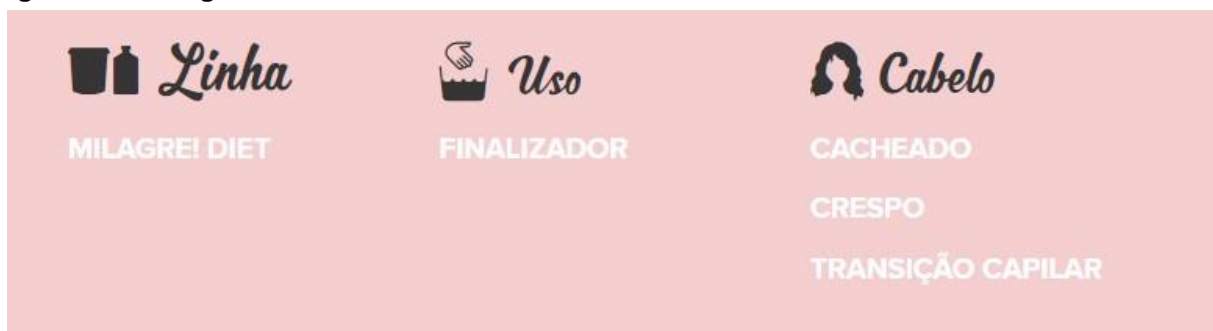 Linha
MILAGRE! DIET
Uso
FINALIZADOR
Cabelo
CACHEADO
CRESPO
TRANSIÇÃO CAPILAR